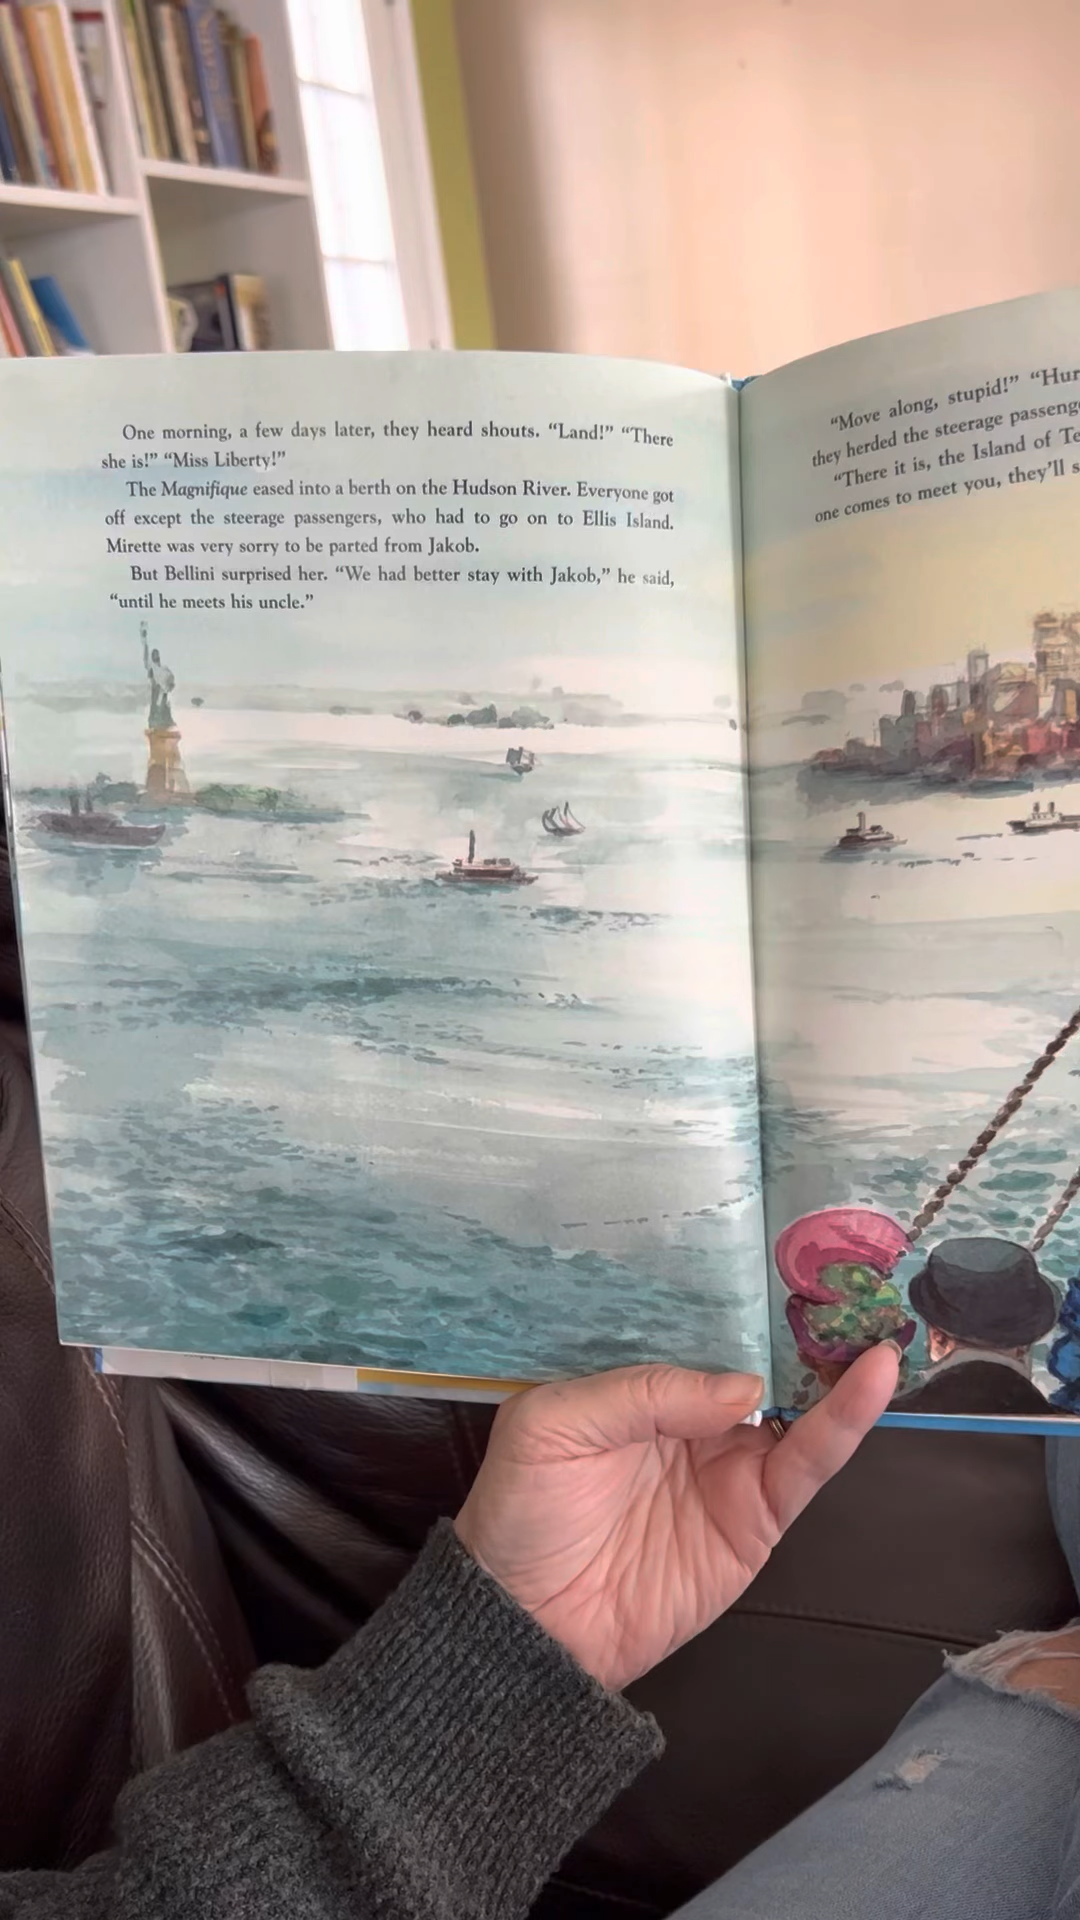 One morning, a few days later, they heard shouts. “Land!” “There
she is!” “Miss Liberty!”
The Magnifique eased into a berth on the Hudson River. Everyone got
off except the steerage passengers, who had to go on to Ellis Island.
Mirette was very sorry to be parted from Jakob.
But Bellini surprised her. “We had better stay with Jakob,” he said,
“until he meets his uncle.”
“Move along, stupid!”
they herded the steerage
“There it is, the Island of
one comes to meet you, they’ll